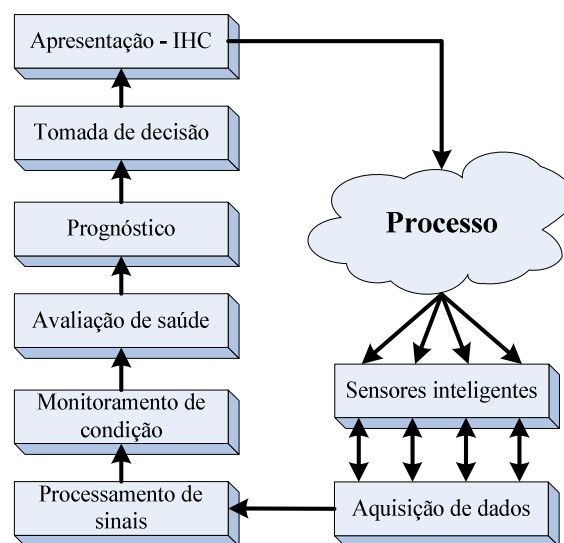 Apresentação - IHC
Tomada de decisão
Prognóstico
Avaliação de saúde
Monitoramento de
condição
Processamento de
sinais
Processo
Sensores inteligentes
Aquisição de dados